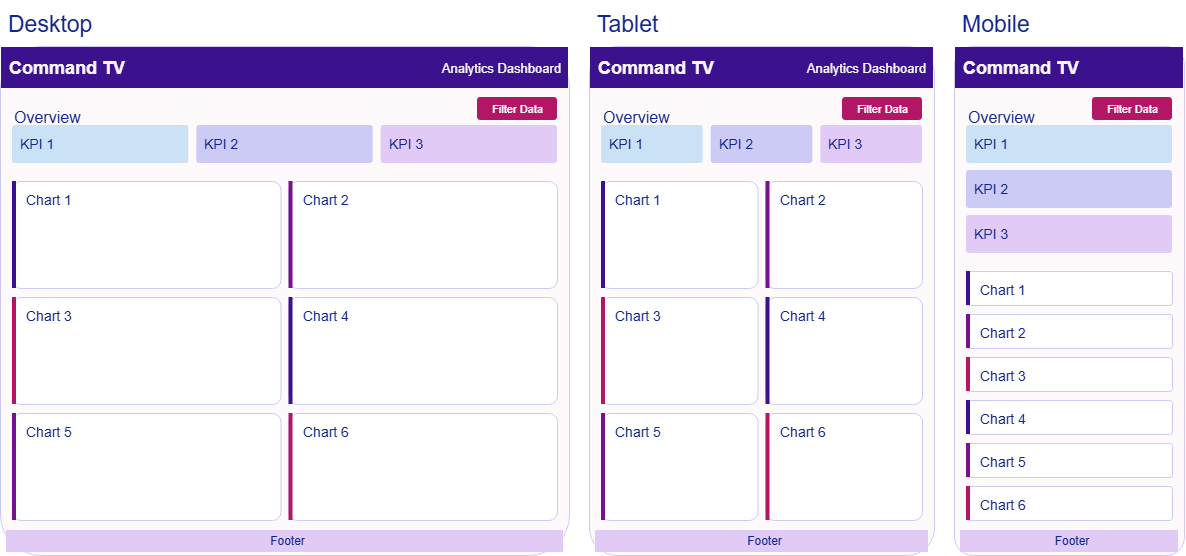 Desktop
Command TV Analytics Dashboard
Filter Data
Overview
KPI 1 KPI 2 KPI 3
Chart 1 Chart 2
Chart 3 Chart 4
Chart 5 Chart 6
Footer
Tablet
Command TV Analytics Dashboard
Filter Data
Overview
KPI 1 KPI 2 KPI 3
Chart 1 Chart 2
Chart 3 Chart 4
Chart 5 Chart 6
Footer
Mobile
Command TV
Filter Data
Overview
KPI 1
KPI 2
KPI 3
Chart 1
Chart 2
Chart 3
Chart 4
Chart 5
Chart 6
Footer